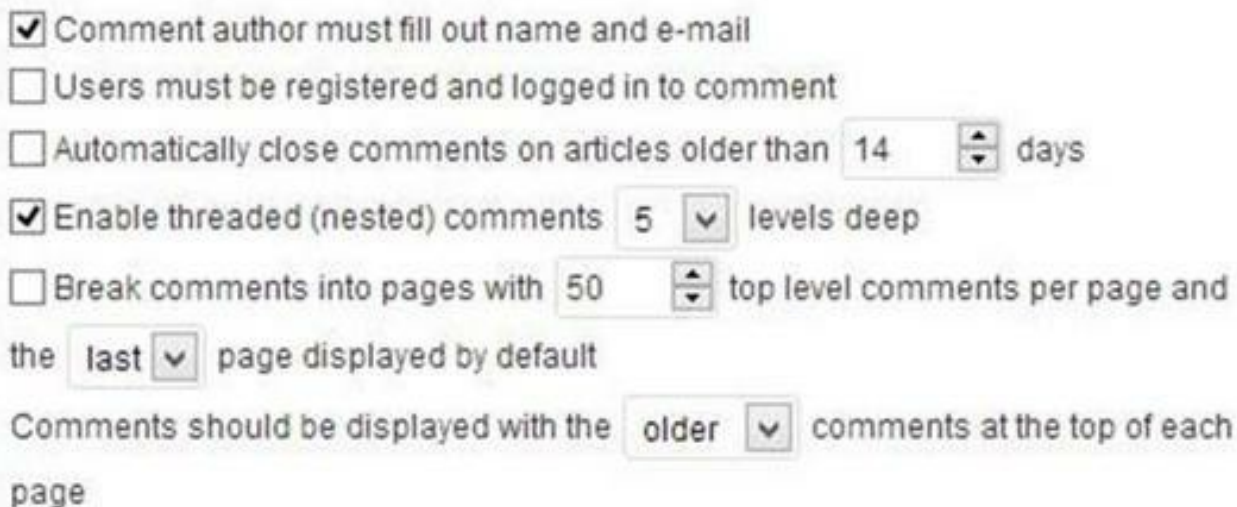 Comment author must fill out name and e-mail
Users must be registered and logged in to comment
Automatically close comments on articles older than 14 days
Enable threaded (nested) comments 5 levels deep
Break comments into pages with 50 top level comments per page and
the last page displayed by default
Comments should be displayed with the older comments at the top of each
page